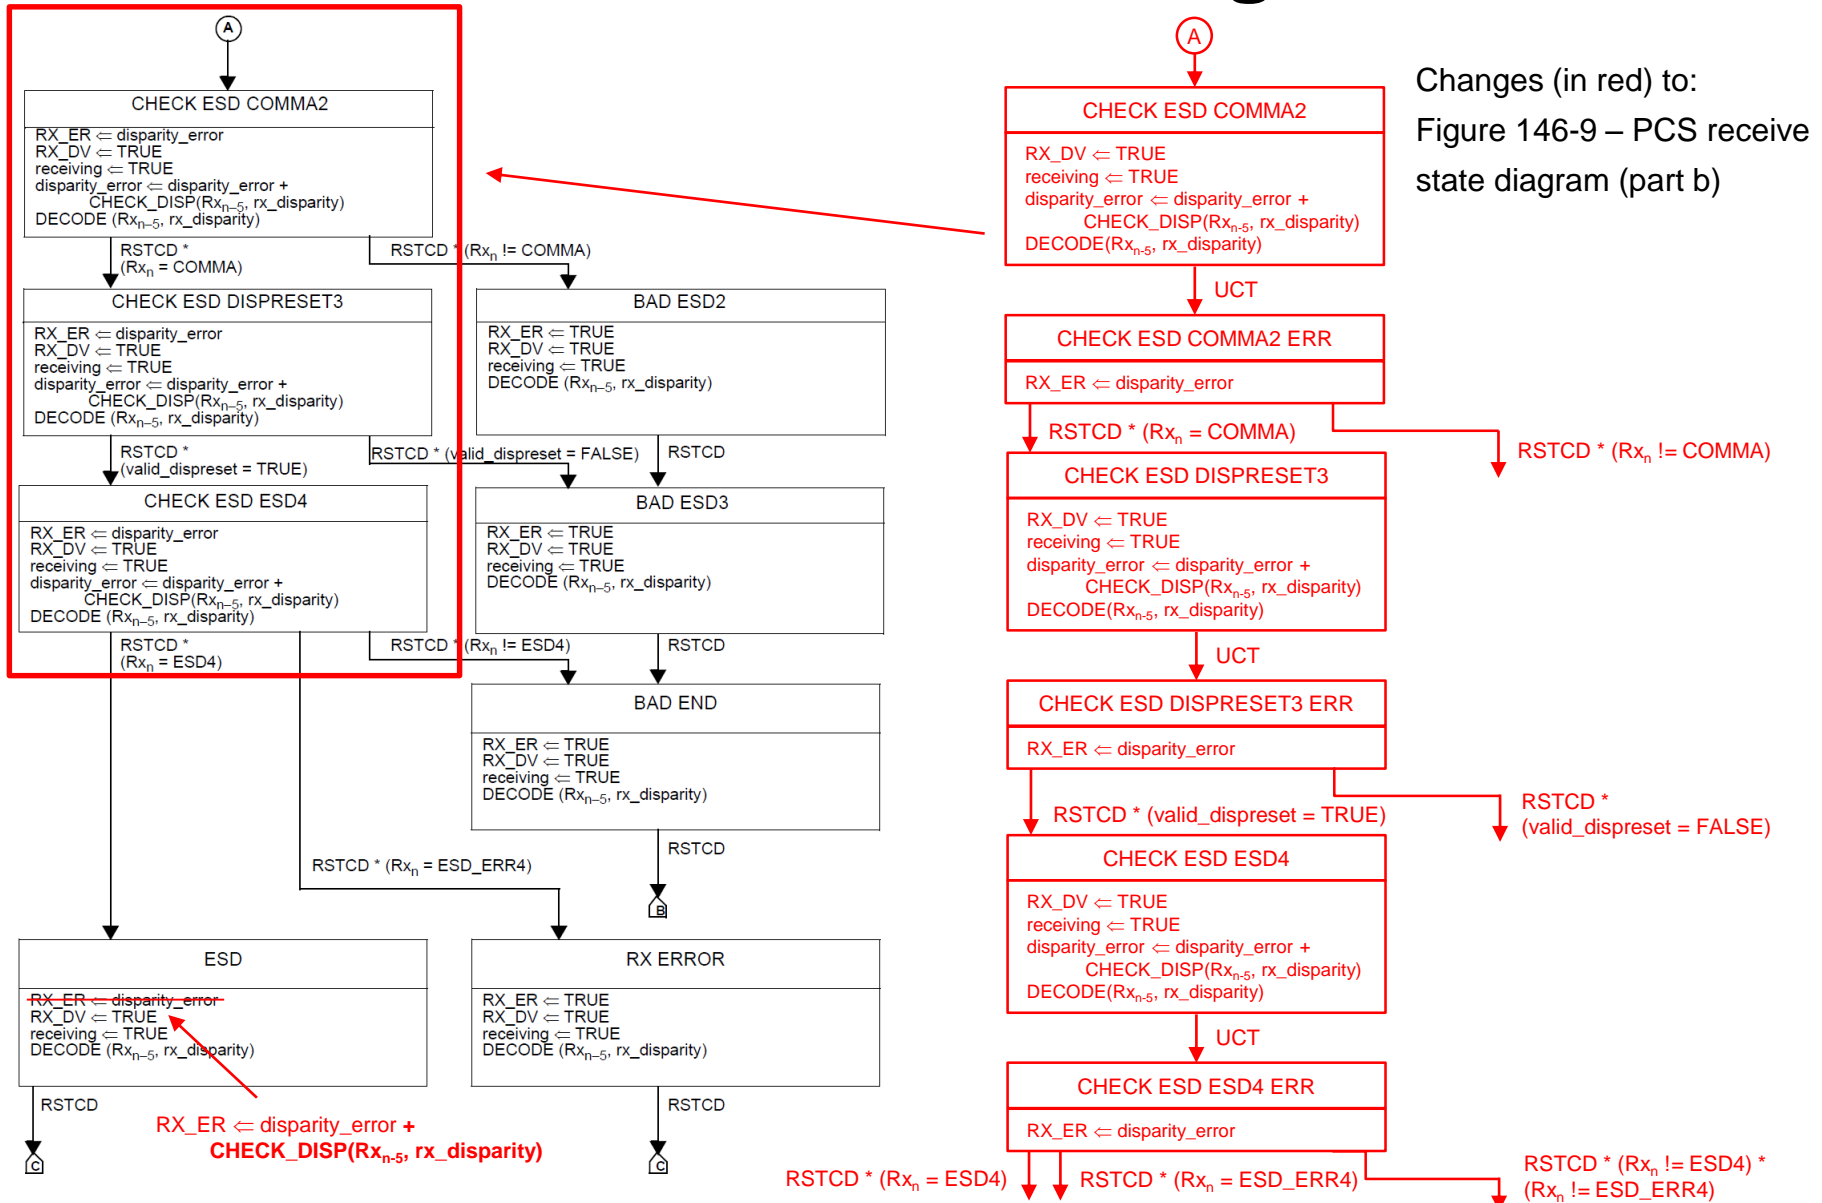 A
CHECK ESD COMMA2
RX_ER ⇐ disparity_error
RX_DV ⇐ TRUE
receiving ⇐ TRUE
disparity_error ⇐ disparity_error +
CHECK_DISP(Rxn–5, rx_disparity)
DECODE (Rxn–5, rx_disparity)
RSTCD *
(Rxn = COMMA)
RSTCD * (Rxn != COMMA)
CHECK ESD DISPRESET3
RX_ER ⇐ disparity_error
RX_DV ⇐ TRUE
receiving ⇐ TRUE
disparity_error ⇐ disparity_error +
CHECK_DISP(Rxn–5, rx_disparity)
DECODE (Rxn–5, rx_disparity)
BAD ESD2
RX_ER ⇐ TRUE
RX_DV ⇐ TRUE
receiving ⇐ TRUE
DECODE (Rxn–5, rx_disparity)
RSTCD *
(valid_dispreset = TRUE)
RSTCD * (valid_dispreset = FALSE)
RSTCD
CHECK ESD ESD4
RX_ER ⇐ disparity_error
RX_DV ⇐ TRUE
receiving ⇐ TRUE
disparity_error ⇐ disparity_error +
CHECK_DISP(Rxn–5, rx_disparity)
DECODE (Rxn–5, rx_disparity)
BAD ESD3
RX_ER ⇐ TRUE
RX_DV ⇐ TRUE
receiving ⇐ TRUE
DECODE (Rxn–5, rx_disparity)
RSTCD *
(Rxn = ESD4)
RSTCD * (Rxn != ESD4)
RSTCD
BAD END
RX_ER ⇐ TRUE
RX_DV ⇐ TRUE
receiving ⇐ TRUE
DECODE (Rxn–5, rx_disparity)
RSTCD
RSTCD * (Rxn = ESD_ERR4)
B
ESD
RX_ER ⇐ disparity_error
RX_DV ⇐ TRUE
receiving ⇐ TRUE
DECODE (Rxn–5, rx_disparity)
RX ERROR
RX_ER ⇐ TRUE
RX_DV ⇐ TRUE
receiving ⇐ TRUE
DECODE (Rxn–5, rx_disparity)
RSTCD
RSTCD
RX_ER ⇐ disparity_error +
CHECK_DISP(Rxn-5, rx_disparity)
C
C
A
CHECK ESD COMMA2
RX_DV ⇐ TRUE
receiving ⇐ TRUE
disparity_error ⇐ disparity_error +
CHECK_DISP(Rxn-5, rx_disparity)
DECODE(Rxn-5, rx_disparity)
UCT
CHECK ESD COMMA2 ERR
RX_ER ⇐ disparity_error
RSTCD * (Rxn = COMMA)
RSTCD * (Rxn != COMMA)
CHECK ESD DISPRESET3
RX_DV ⇐ TRUE
receiving ⇐ TRUE
disparity_error ⇐ disparity_error +
CHECK_DISP(Rxn-5, rx_disparity)
DECODE(Rxn-5, rx_disparity)
UCT
CHECK ESD DISPRESET3 ERR
RX_ER ⇐ disparity_error
RSTCD * (valid_dispreset = TRUE)
RSTCD *
(valid_dispreset = FALSE)
CHECK ESD ESD4
RX_DV ⇐ TRUE
receiving ⇐ TRUE
disparity_error ⇐ disparity_error +
CHECK_DISP(Rxn-5, rx_disparity)
DECODE(Rxn-5, rx_disparity)
UCT
CHECK ESD ESD4 ERR
RX_ER ⇐ disparity_error
RSTCD * (Rxn = ESD4)
RSTCD * (Rxn = ESD_ERR4)
RSTCD * (Rxn != ESD4) *
(Rxn != ESD_ERR4)
Changes (in red) to:
Figure 146-9 – PCS receive
state diagram (part b)